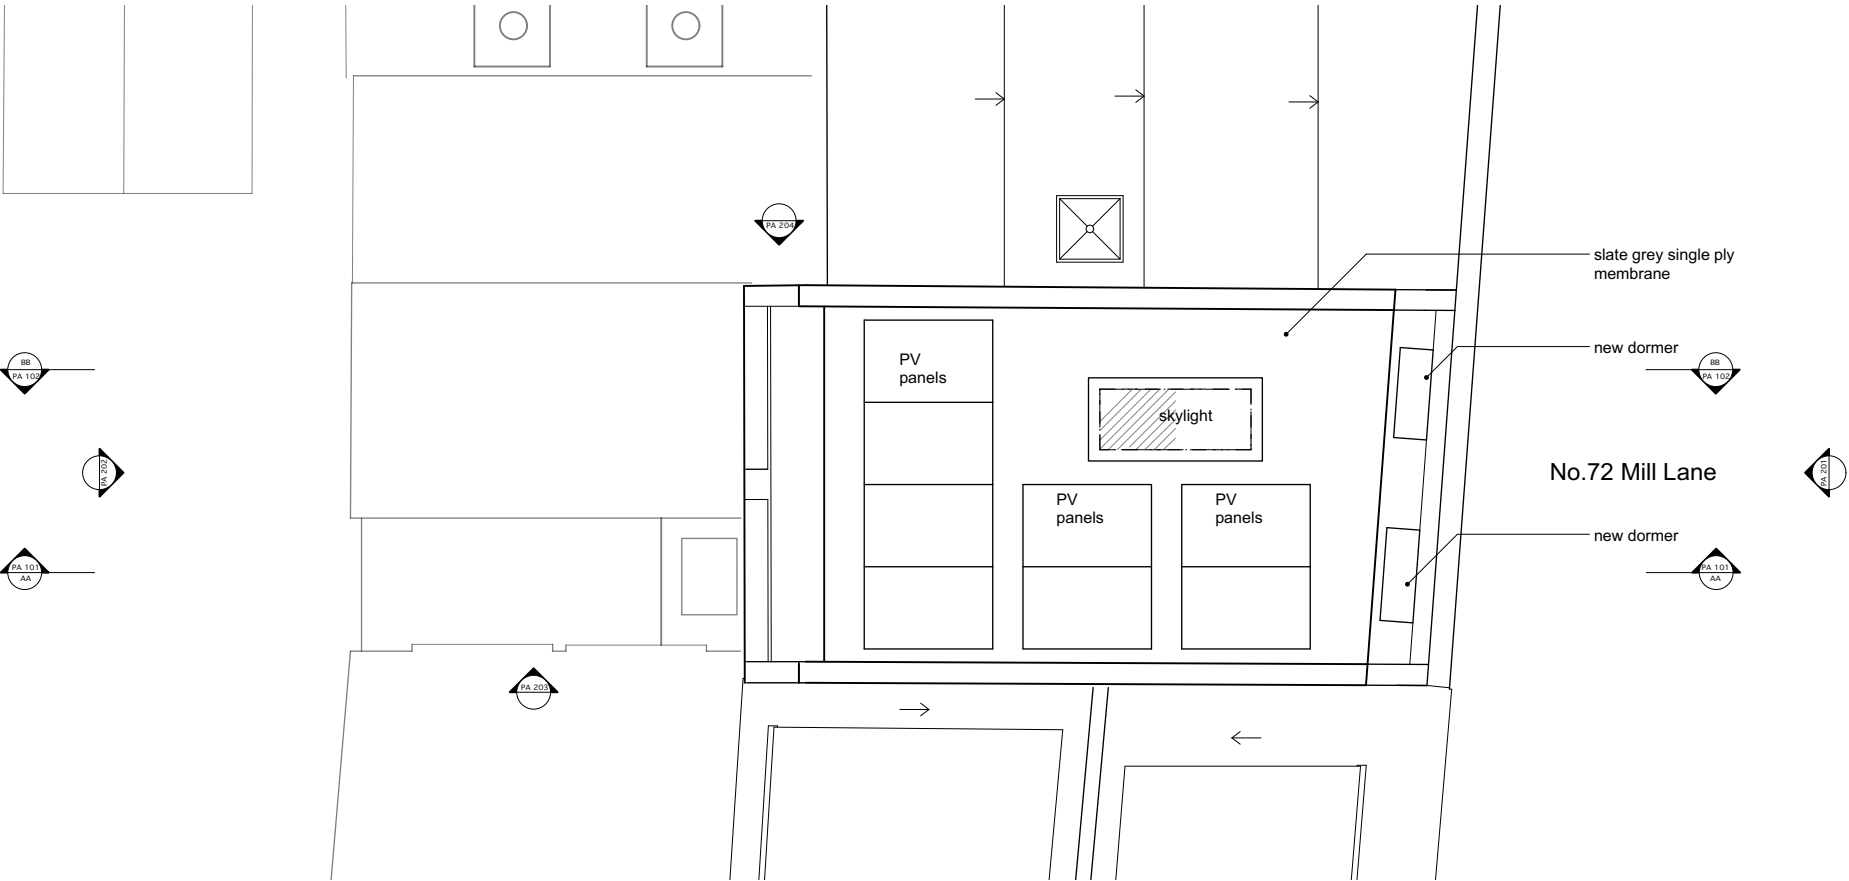 PA 204
slate grey single ply
membrane
BB
PA 102
PV
panels
new dormer
BB
PA 102
skylight
PA 202
No.72 Mill Lane
PA 201
PV
panels
PV
panels
new dormer
PA 101
AA
PA 101
AA
PA 203